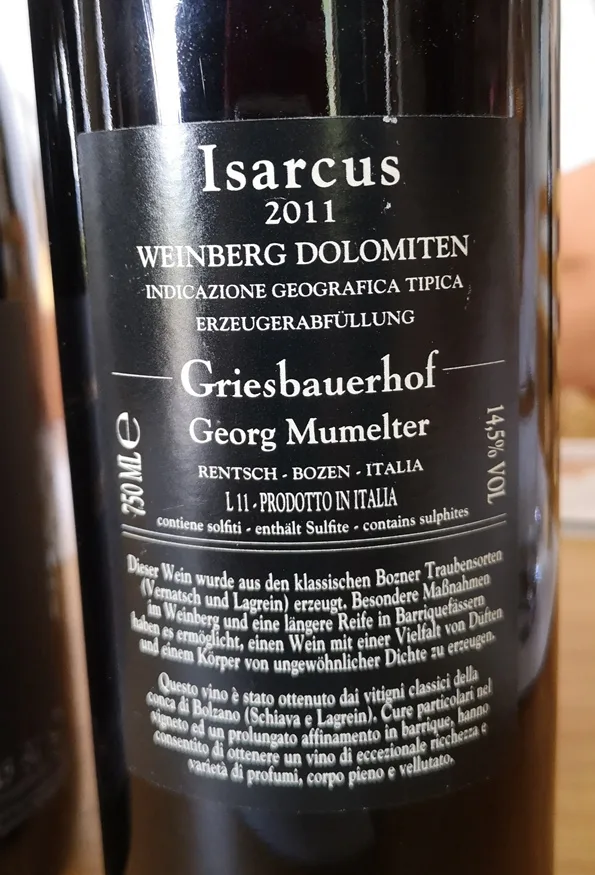 Isarcus
2011
WEINBERG DOLOMITEN
INDICAZIONE GEOGRAFICA TIPICA
ERZEUGERABFÜLLUNG
Griesbauerhof
Georg Mumelter
RENTSCH - BOZEN - ITALIA
750 ML e
14,5% VOL
L 11 - PRODOTTO IN ITALIA
contiene solfiti - enthält Sulfite - contains sulphites
Dieser Wein wurde aus den klassischen Bozner Traubensorten
(Vernatsch und Lagrein) erzeugt. Besondere Maßnahmen
im Weinberg und eine längere Reife in Barriquefässern
haben es ermöglicht, einen Wein mit einer Vielfalt von Düften
und einem Körper von ungewöhnlicher Dichte zu erzeugen.
Questo vino è stato ottenuto dai vitigni classici della
conca di Bolzano (Schiava e Lagrein). Cure particolari nel
vigneto ed un prolungato affinamento in barrique, hanno
consentito di ottenere un vino di eccezionale ricchezza e
varietà di profumi, corpo pieno e vellutato.